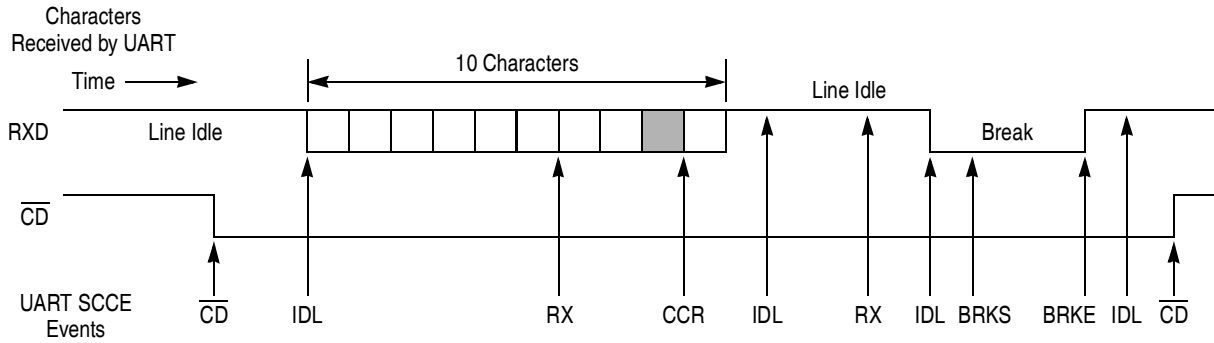 Characters
Received by UART
Time
10 Characters
Line Idle
RXD
Line Idle
Break
CD
UART SCCE
Events
CD
IDL
RX
CCR
IDL
RX
IDL
BRKS
BRKE
IDL
CD